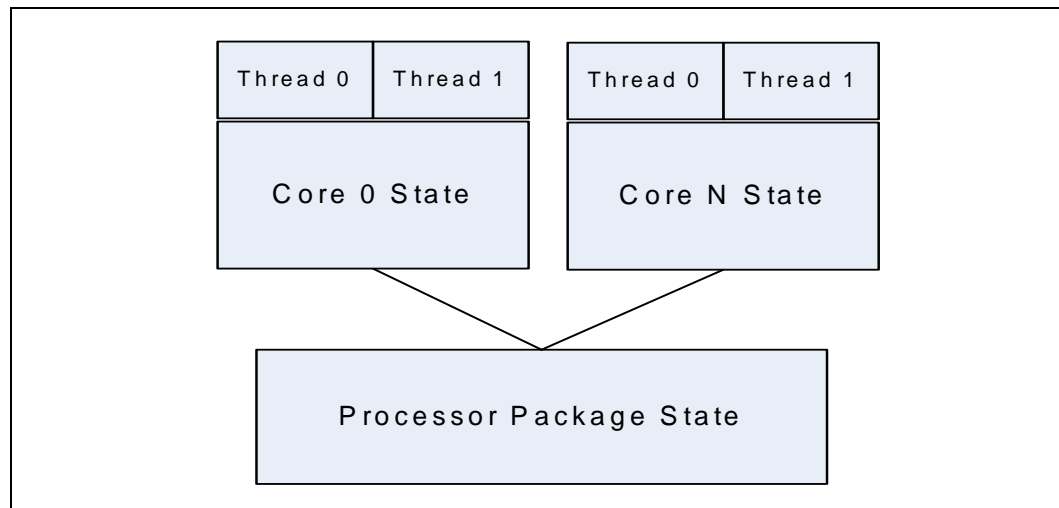 Thread 0 Thread 1 Thread 0 Thread 1
Core 0 State Core N State
Processor Package State